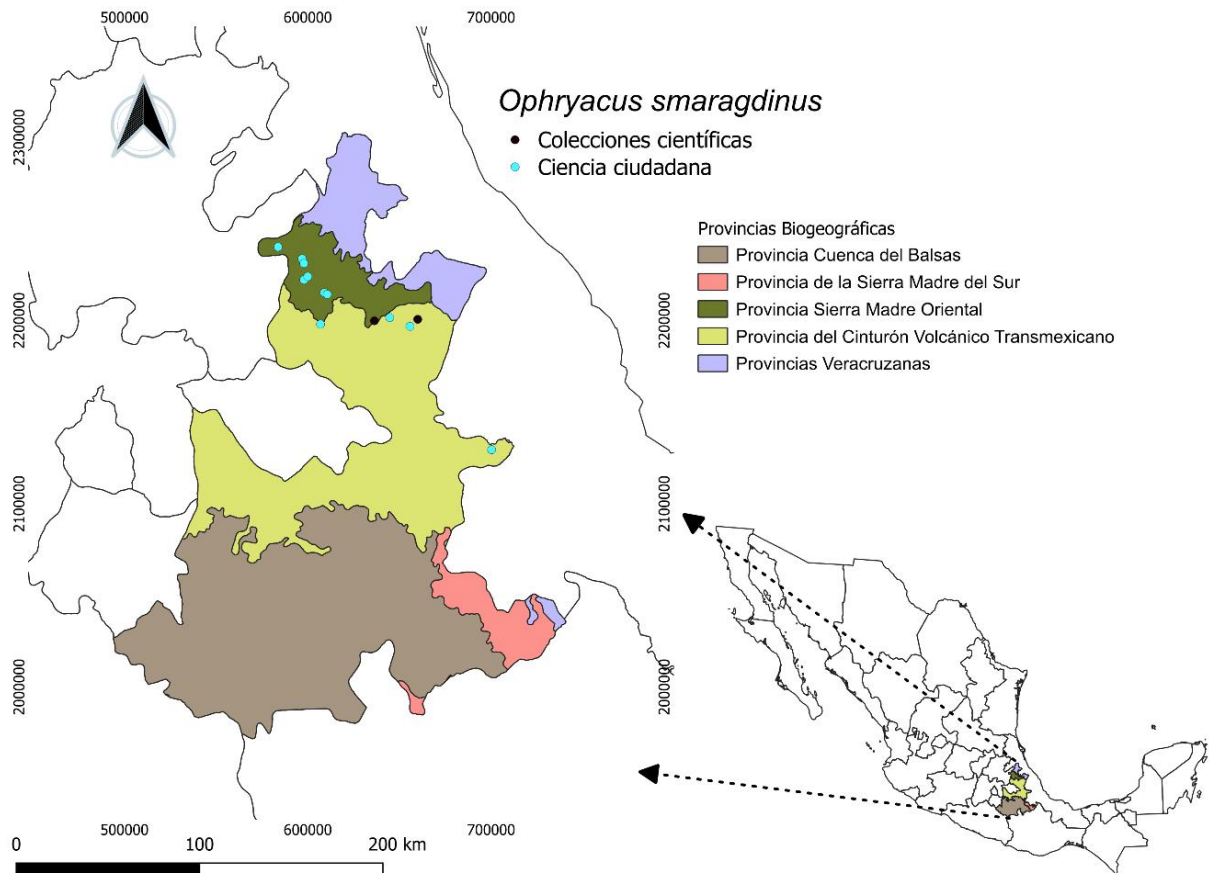 500000 600000 700000
Ophryacus smaragdinus
Colecciones científicas
Ciencia ciudadana
2300000
2200000
2100000
2000000
2200000
2100000
2000000
Provincias Biogeográficas
Provincia Cuenca del Balsas
Provincia de la Sierra Madre del Sur
Provincia Sierra Madre Oriental
Provincia del Cinturón Volcánico Transmexicano
Provincias Veracruzanas
500000 600000 700000
0 100 200 km